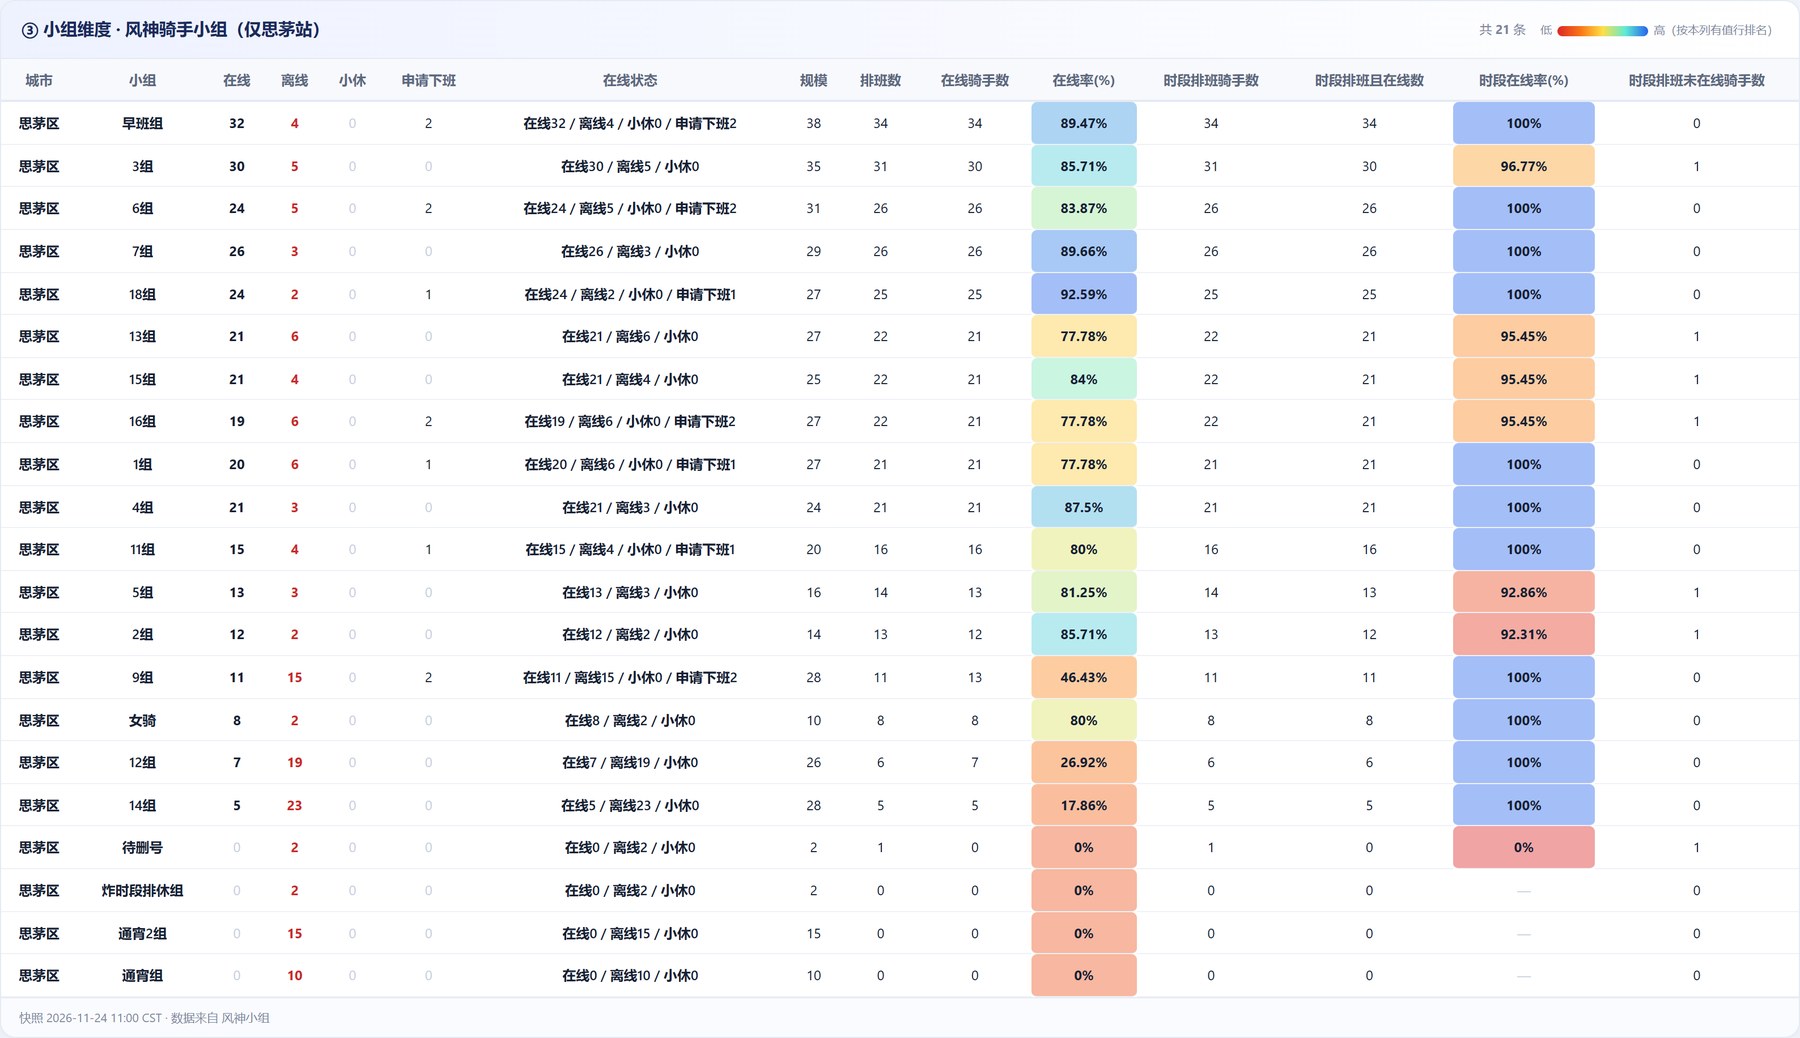 ③ 小组维度 · 风神骑手小组（仅思茅站）
共 21 条 低 高 (按本列有值行排名)
城市 小组 在线 离线 小休 申请下班 在线状态 规模 排班数 在线骑手数 在线率(%) 时段排班骑手数 时段排班且在线数 时段在线率(%) 时段排班未在线骑手数
思茅区 早班组 32 4 0 2 在线32 / 离线4 / 小休0 / 申请下班2 38 34 34 89.47% 34 34 100% 0
思茅区 3组 30 5 0 0 在线30 / 离线5 / 小休0 35 31 30 85.71% 31 30 96.77% 1
思茅区 6组 24 5 0 2 在线24 / 离线5 / 小休0 / 申请下班2 31 26 26 83.87% 26 26 100% 0
思茅区 7组 26 3 0 0 在线26 / 离线3 / 小休0 29 26 26 89.66% 26 26 100% 0
思茅区 18组 24 2 0 1 在线24 / 离线2 / 小休0 / 申请下班1 27 25 25 92.59% 25 25 100% 0
思茅区 13组 21 6 0 0 在线21 / 离线6 / 小休0 27 22 21 77.78% 22 21 95.45% 1
思茅区 15组 21 4 0 0 在线21 / 离线4 / 小休0 25 22 21 84% 22 21 95.45% 1
思茅区 16组 19 6 0 2 在线19 / 离线6 / 小休0 / 申请下班2 27 22 21 77.78% 22 21 95.45% 1
思茅区 1组 20 6 0 1 在线20 / 离线6 / 小休0 / 申请下班1 27 21 21 77.78% 21 21 100% 0
思茅区 4组 21 3 0 0 在线21 / 离线3 / 小休0 24 21 21 87.5% 21 21 100% 0
思茅区 11组 15 4 0 1 在线15 / 离线4 / 小休0 / 申请下班1 20 16 16 80% 16 16 100% 0
思茅区 5组 13 3 0 0 在线13 / 离线3 / 小休0 16 14 13 81.25% 14 13 92.86% 1
思茅区 2组 12 2 0 0 在线12 / 离线2 / 小休0 14 13 12 85.71% 13 12 92.31% 1
思茅区 9组 11 15 0 2 在线11 / 离线15 / 小休0 / 申请下班2 28 11 13 46.43% 11 11 100% 0
思茅区 女骑 8 2 0 0 在线8 / 离线2 / 小休0 10 8 8 80% 8 8 100% 0
思茅区 12组 7 19 0 0 在线7 / 离线19 / 小休0 26 6 7 26.92% 6 6 100% 0
思茅区 14组 5 23 0 0 在线5 / 离线23 / 小休0 28 5 5 17.86% 5 5 100% 0
思茅区 待删号 0 2 0 0 在线0 / 离线2 / 小休0 2 1 0 0% 1 0 0% 1
思茅区 炸时段排休组 0 2 0 0 在线0 / 离线2 / 小休0 2 0 0 0% 0 0 — 0
思茅区 通宵2组 0 15 0 0 在线0 / 离线15 / 小休0 15 0 0 0% 0 0 — 0
思茅区 通宵组 0 10 0 0 在线0 / 离线10 / 小休0 10 0 0 0% 0 0 — 0
快照 2026-11-24 11:00 CST · 数据来自 风神小组